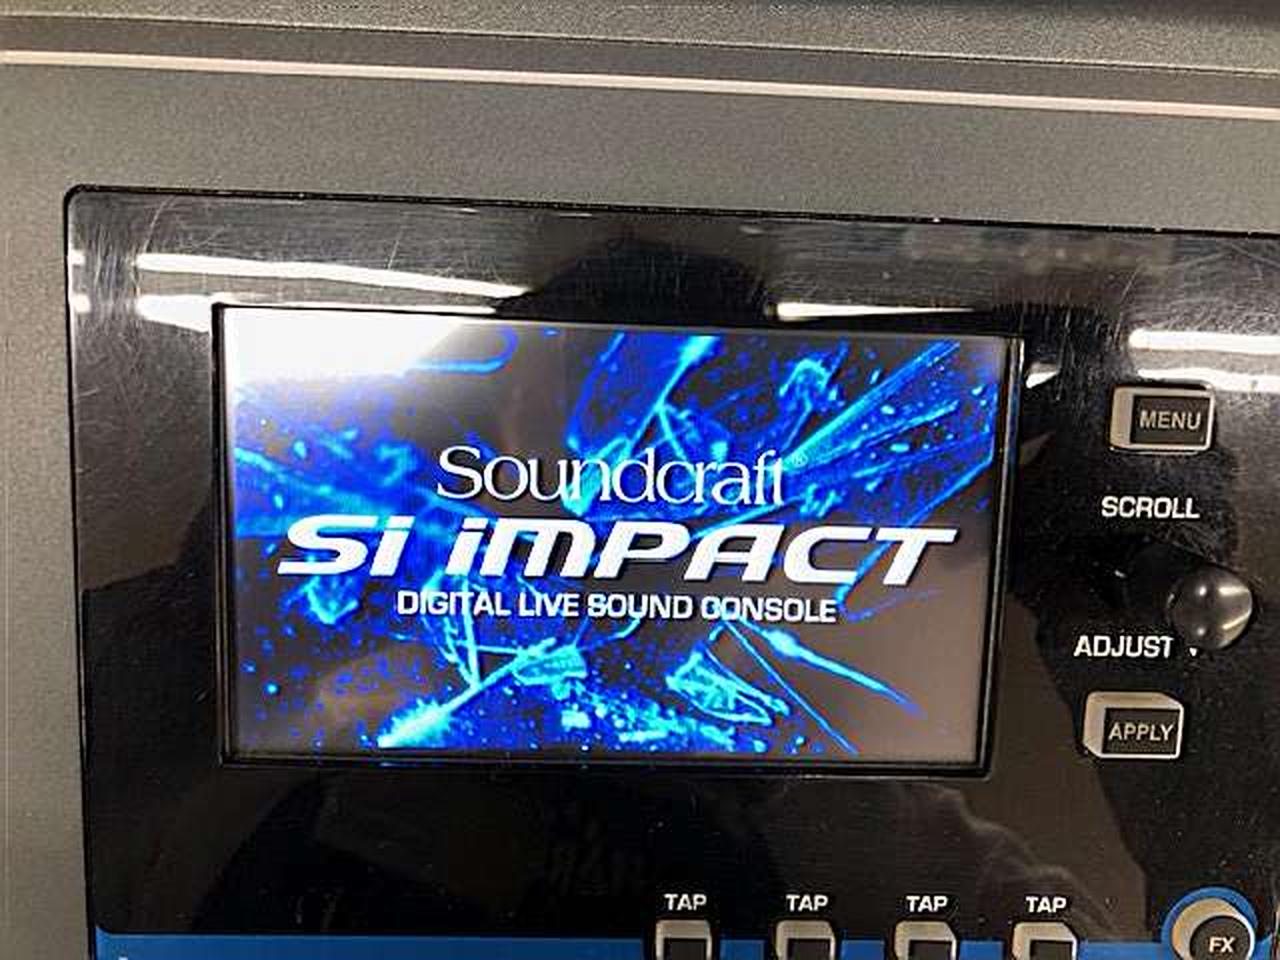 Soundcraft®
Si iMPACT
DIGITAL LIVE SOUND CONSOLE
MENU
SCROLL
ADJUST
APPLY
TAP TAP TAP TAP
FX